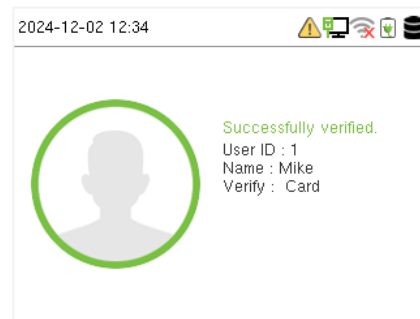 2024-12-02 12:34
Successfully verified.
User ID : 1
Name : Mike
Verify : Card